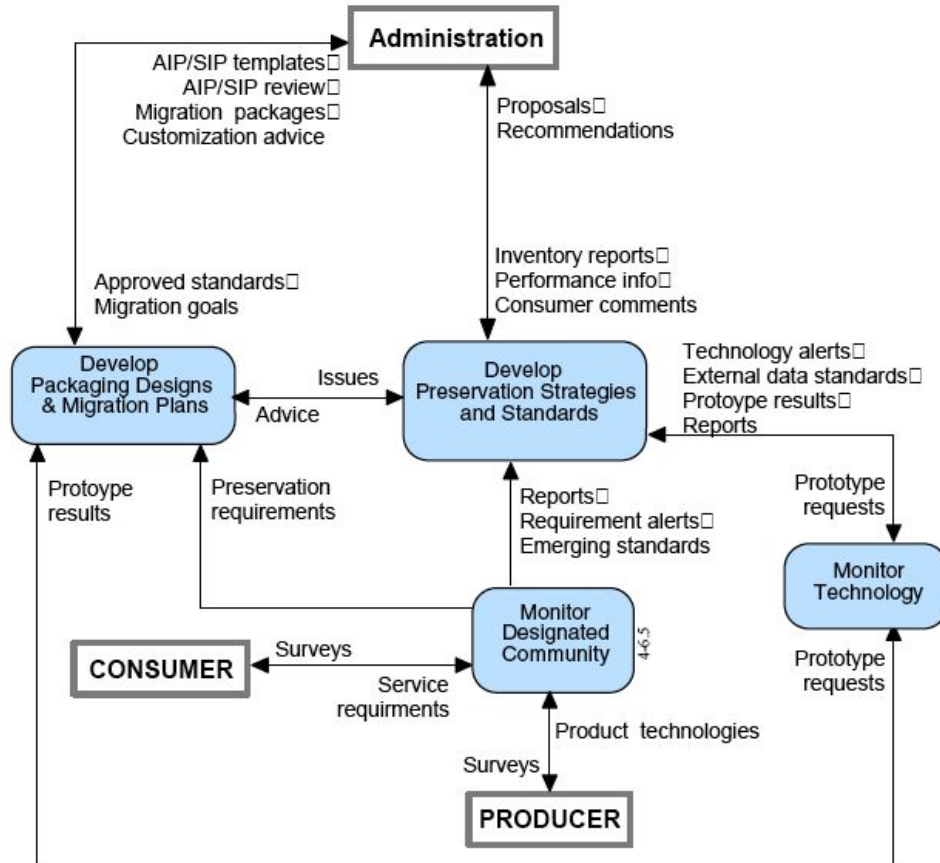 Administration
AIP/SIP templates□
AIP/SIP review□
Migration packages□
Customization advice
Proposals□
Recommendations
Approved standards□
Migration goals
Inventory reports□
Performance info□
Consumer comments
Develop
Packaging Designs
& Migration Plans
Issues
Advice
Develop
Preservation Strategies
and Standards
Technology alerts□
External data standards□
Protoype results□
Reports
Protoype
results
Preservation
requirements
Reports□
Requirement alerts□
Emerging standards
Prototype
requests
Monitor
Technology
Monitor
Designated
Community
4-6.5
CONSUMER
Surveys
Service
requirments
Prototype
requests
Product technologies
Surveys
PRODUCER